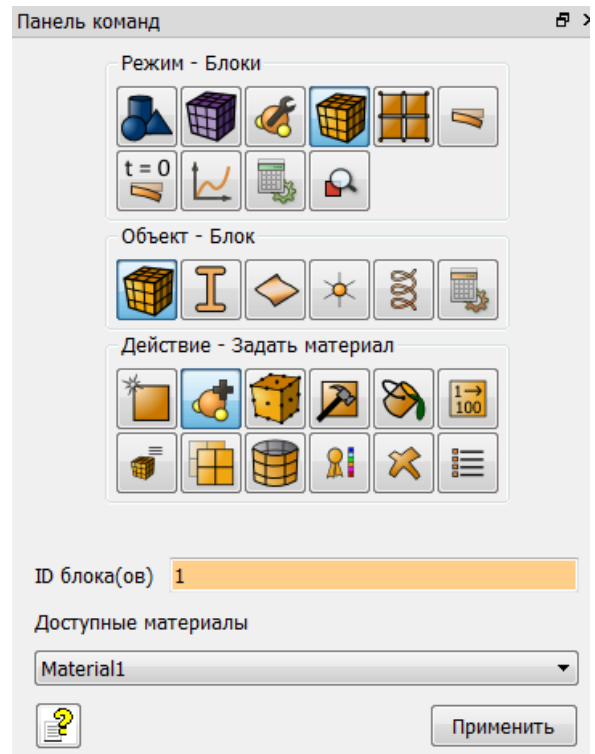 Панель команд
Режим - Блоки
t = 0
Объект - Блок
Действие - Задать материал
1→
100
ID блока(ов) 1
Доступные материалы
Material1
Применить